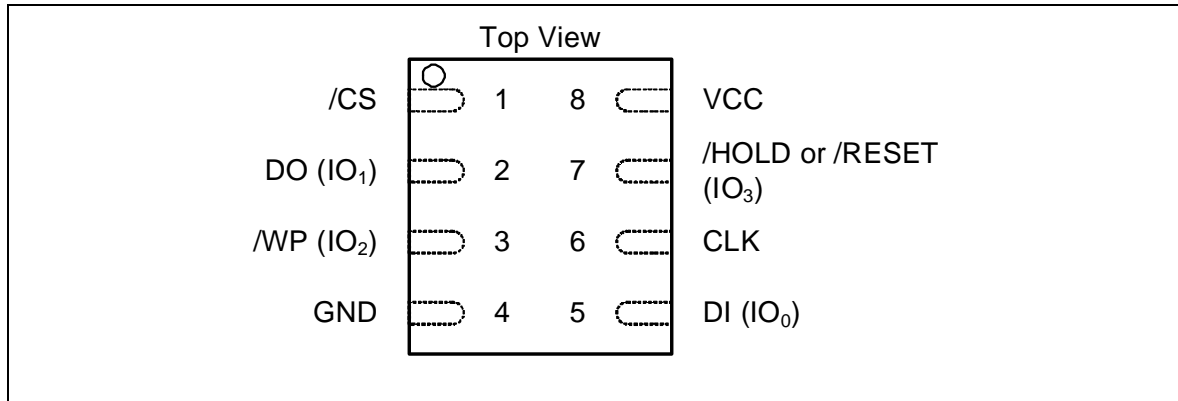 Top View
/CS 1 8 VCC
DO (IO₁) 2 7 /HOLD or /RESET
(IO₃)
/WP (IO₂) 3 6 CLK
GND 4 5 DI (IO₀)